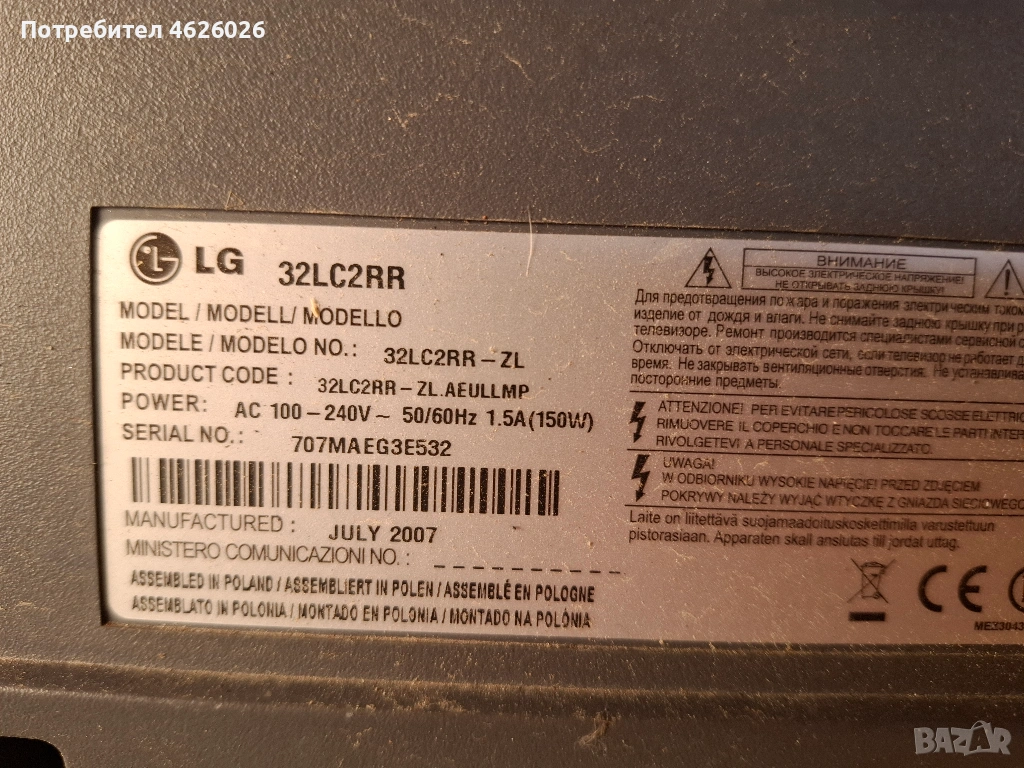 Потребител 4626026
LG 32LC2RR
MODEL / MODELL/ MODELLO
MODELE / MODELO NO.: 32LC2RR-ZL
PRODUCT CODE : 32LC2RR-ZL.AEULLMP
POWER: AC 100-240V~ 50/60Hz 1.5A(150W)
SERIAL NO.: 707MAEG3E532
MANUFACTURED : JULY 2007
MINISTERO COMUNICAZIONI NO. :
ASSEMBLED IN POLAND / ASSEMBLIERT IN POLEN / ASSEMBLÉ EN POLOGNE
ASSEMBLATO IN POLONIA / MONTADO EN POLONIA / MONTADO NA POLÓNIA
ВНИМАНИЕ
ВЫСОКОЕ ЭЛЕКТРИЧЕСКОЕ НАПРЯЖЕНИЕ!
НЕ ОТКРЫВАТЬ ЗАДНЮЮ КРЫШКИ
Для предотвращения пожара и поражения электрическим током
изделие от дождя и влаги. Не снимайте заднюю крышку при р
телевизоре. Ремонт производится специалистами сервисной с
Отключать от электрической сети, если телевизор не работает д
время. Не закрывать вентиляционные отверстия. Не устанавлива
посторонние предметы.
ATTENZIONE! PER EVITARE PERICOLOSE SCOSSE ELETTRIC
RIMUOVERE IL COPERCHIO E NON TOCCARE LE PARTI INTER
RIVOLGETEVI A PERSONALE SPECIALIZZATO.
UWAGA!
W ODBIORNIKU WYSOKIE NAPIĘCIE! PRZED ZDJĘCIEM
POKRYWY NALEŻY WYJĄĆ WTYCZKĘ Z GNIAZDA SIECIOWEGO
Laite on liitettävä suojamaadoituskoskettimilla varustettuun
pistorasiaan. Apparaten skall anslutas till jordat uttag.
CE
ME33043
BAZAR